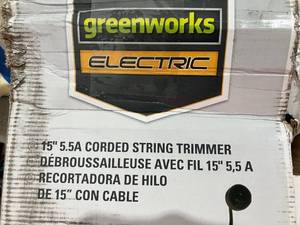 greenworks
ELECTRIC
15" 5.5A CORDED STRING TRIMMER
DÉBROUSSAILLEUSE AVEC FIL 15" 5,5 A
RECORTADORA DE HILO
DE 15" CON CABLE